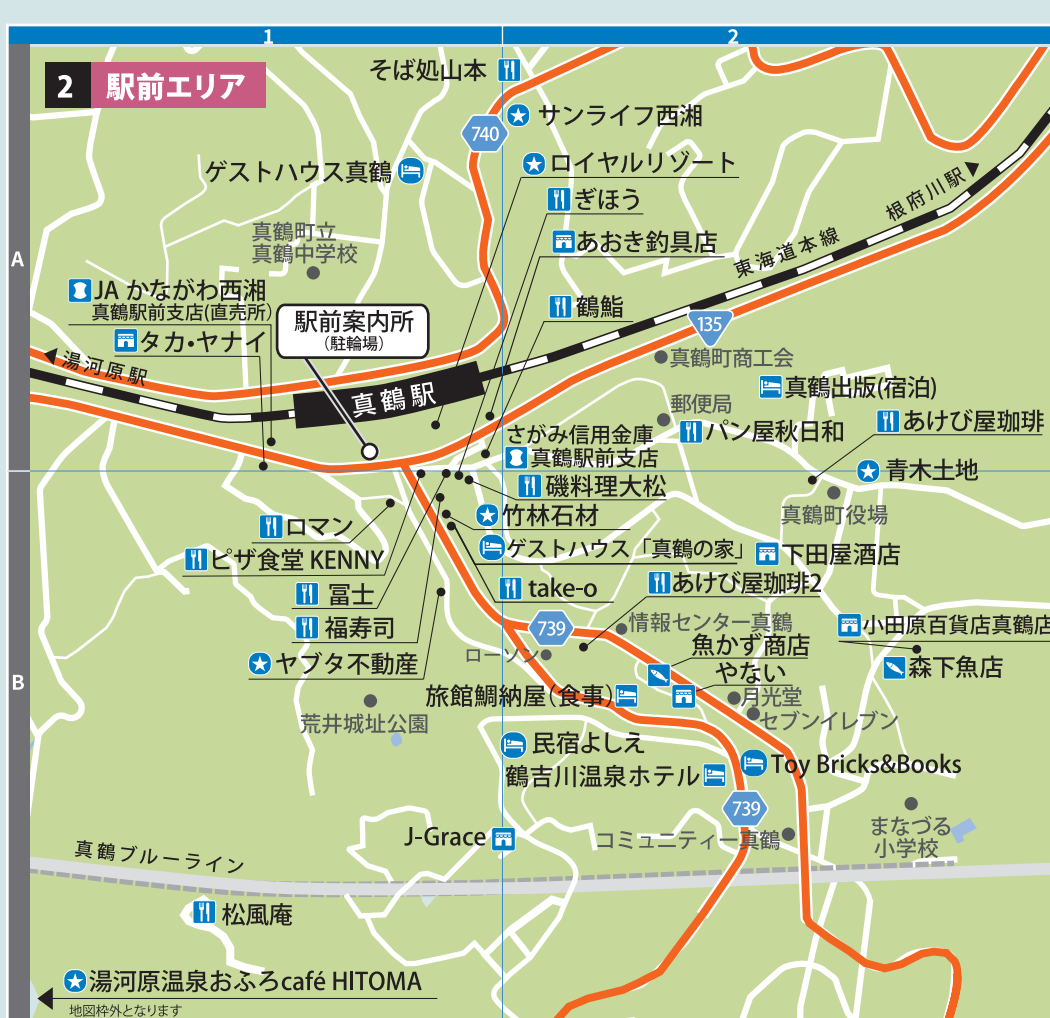 1
2
2 駅前エリア
そば処山本
740
サンライフ西湘
ロイヤルリゾート
ゲストハウス真鶴
ぎほう
根府川駅
真鶴町立
真鶴中学校
あおき釣具店
東海道本線
A
JA かながわ西湘
真鶴駅前支店(直売所)
鶴鮨
駅前案内所
(駐輪場)
135
タカ・ヤナイ
真鶴町商工会
湯河原駅
真鶴駅
真鶴出版(宿泊)
郵便局
あけび屋珈琲
さがみ信用金庫
真鶴駅前支店
パン屋秋日和
青木土地
磯料理大松
真鶴町役場
竹林石材
ロマン
ゲストハウス「真鶴の家」
下田屋酒店
ピザ食堂 KENNY
take-o
あけび屋珈琲2
冨士
福寿司
739
情報センター真鶴
小田原百貨店真鶴店
魚かず商店
ローソン
ヤブタ不動産
森下魚店
やない
B
旅館鯛納屋(食事)
月光堂
荒井城址公園
セブンイレブン
民宿よしえ
鶴吉川温泉ホテル
Toy Bricks&Books
739
J-Grace
コミュニティー真鶴
まなづる
小学校
真鶴ブルーライン
松風庵
湯河原温泉おふろcafé HITOMA
地図枠外となります